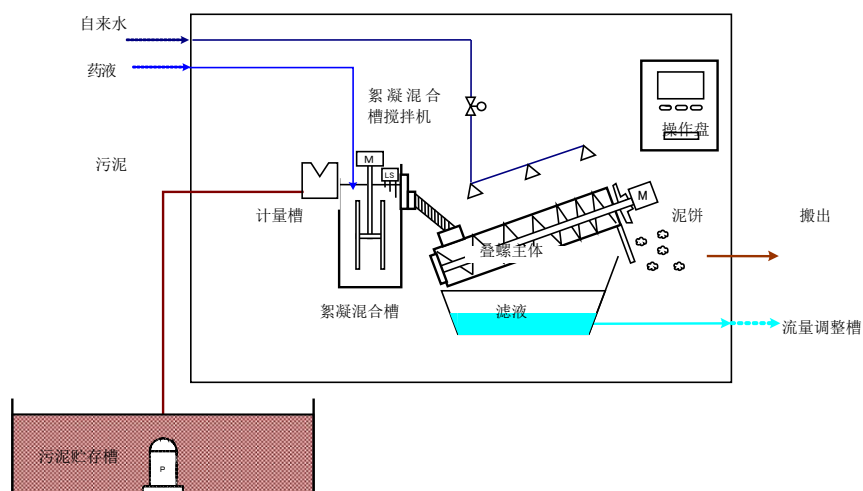 自来水
药液
絮凝混合
槽搅拌机
操作盘
污泥
M
LS
计量槽
M
泥饼
搬出
叠螺主体
絮凝混合槽
滤液
流量调整槽
污泥贮存槽
P